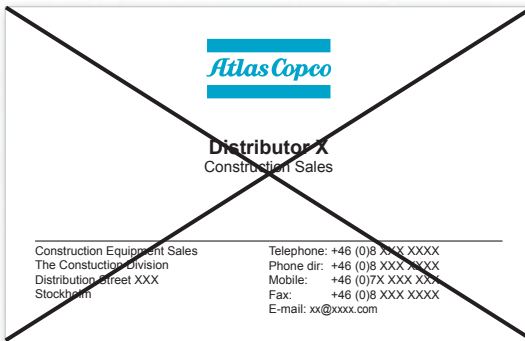 Atlas Copco
Distributor X
Construction Sales
Construction Equipment Sales
The Constuction Division
Distribution Street XXX
Stockholm
Telephone: +46 (0)8 XXX XXXX
Phone dir: +46 (0)8 XXX XXXX
Mobile: +46 (0)7X XXX XXX
Fax: +46 (0)8 XXX XXXX
E-mail: xx@xxxx.com